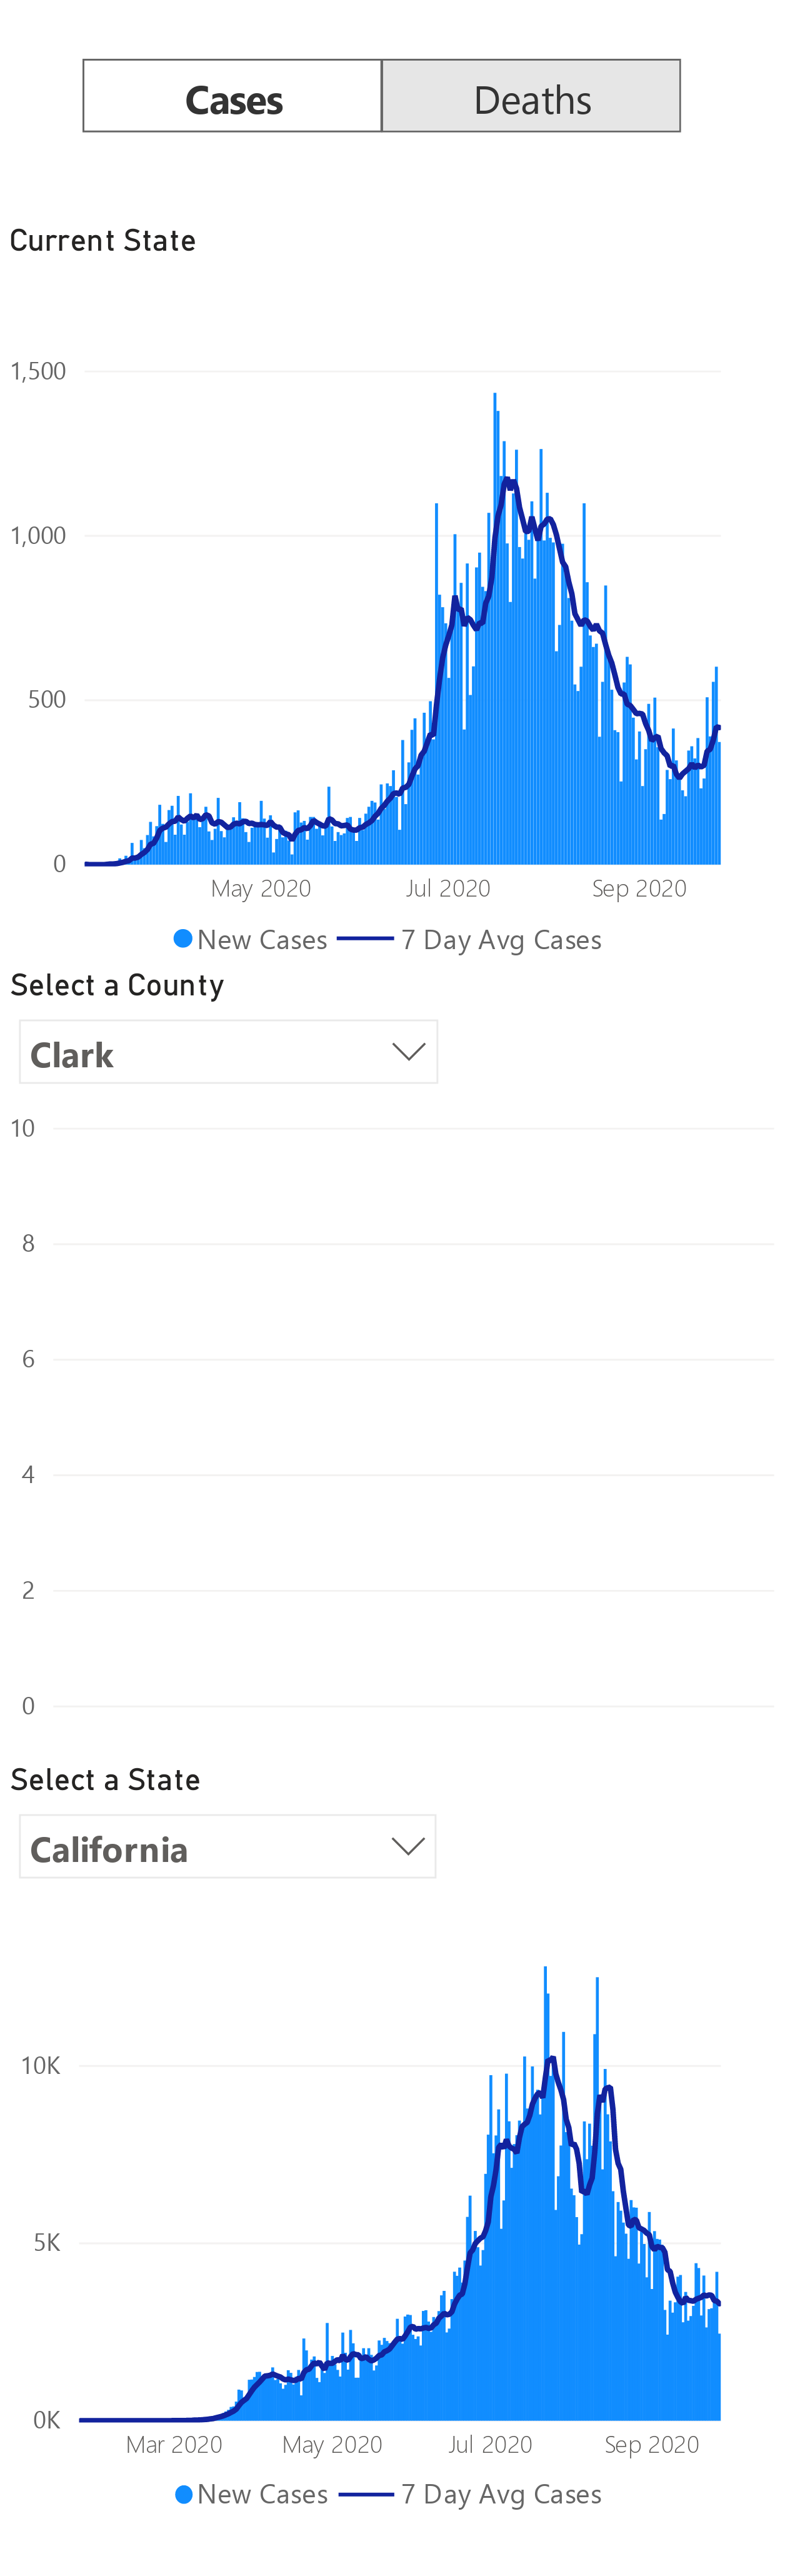 Cases Deaths
Current State
1,500
1,000
500
0
May 2020 Jul 2020 Sep 2020
New Cases 7 Day Avg Cases
Select a County
Clark
10
8
6
4
2
0
Select a State
California
10K
5K
0K
Mar 2020 May 2020 Jul 2020 Sep 2020
New Cases 7 Day Avg Cases